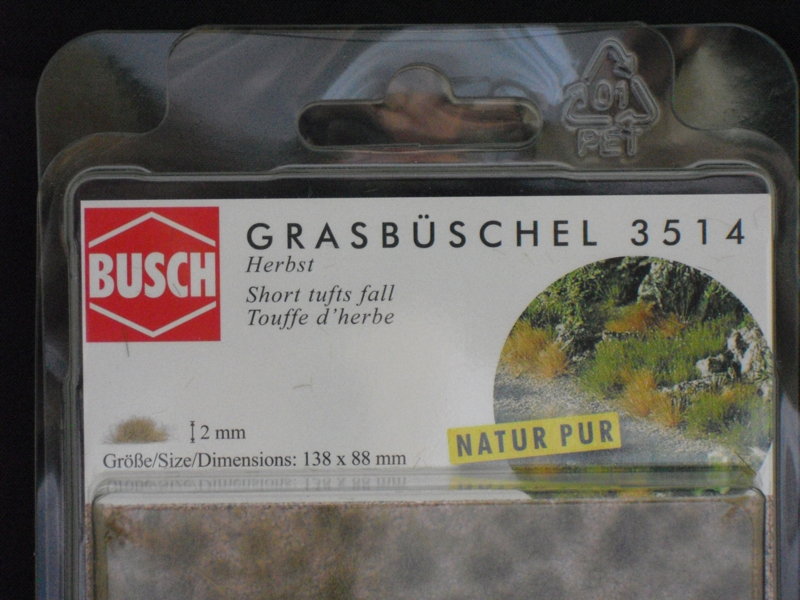 01
PET
BUSCH
GRASBÜSCHEL 3514
Herbst
Short tufts fall
Touffe d'herbe
2 mm
NATUR PUR
Größe/Size/Dimensions: 138 x 88 mm